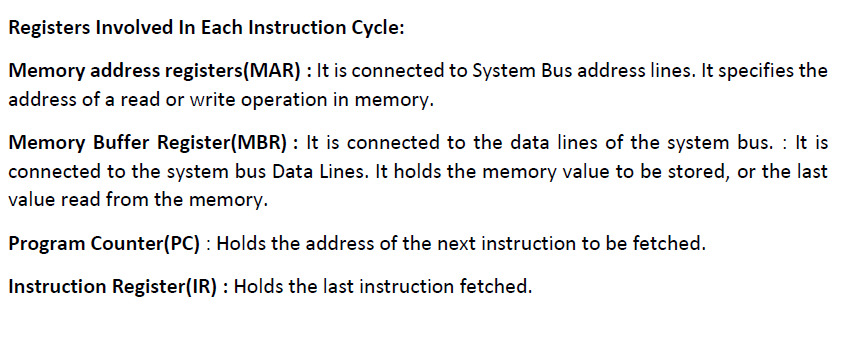 Registers Involved In Each Instruction Cycle:
Memory address registers(MAR) : It is connected to System Bus address lines. It specifies the
address of a read or write operation in memory.
Memory Buffer Register(MBR) : It is connected to the data lines of the system bus. : It is
connected to the system bus Data Lines. It holds the memory value to be stored, or the last
value read from the memory.
Program Counter(PC) : Holds the address of the next instruction to be fetched.
Instruction Register(IR) : Holds the last instruction fetched.